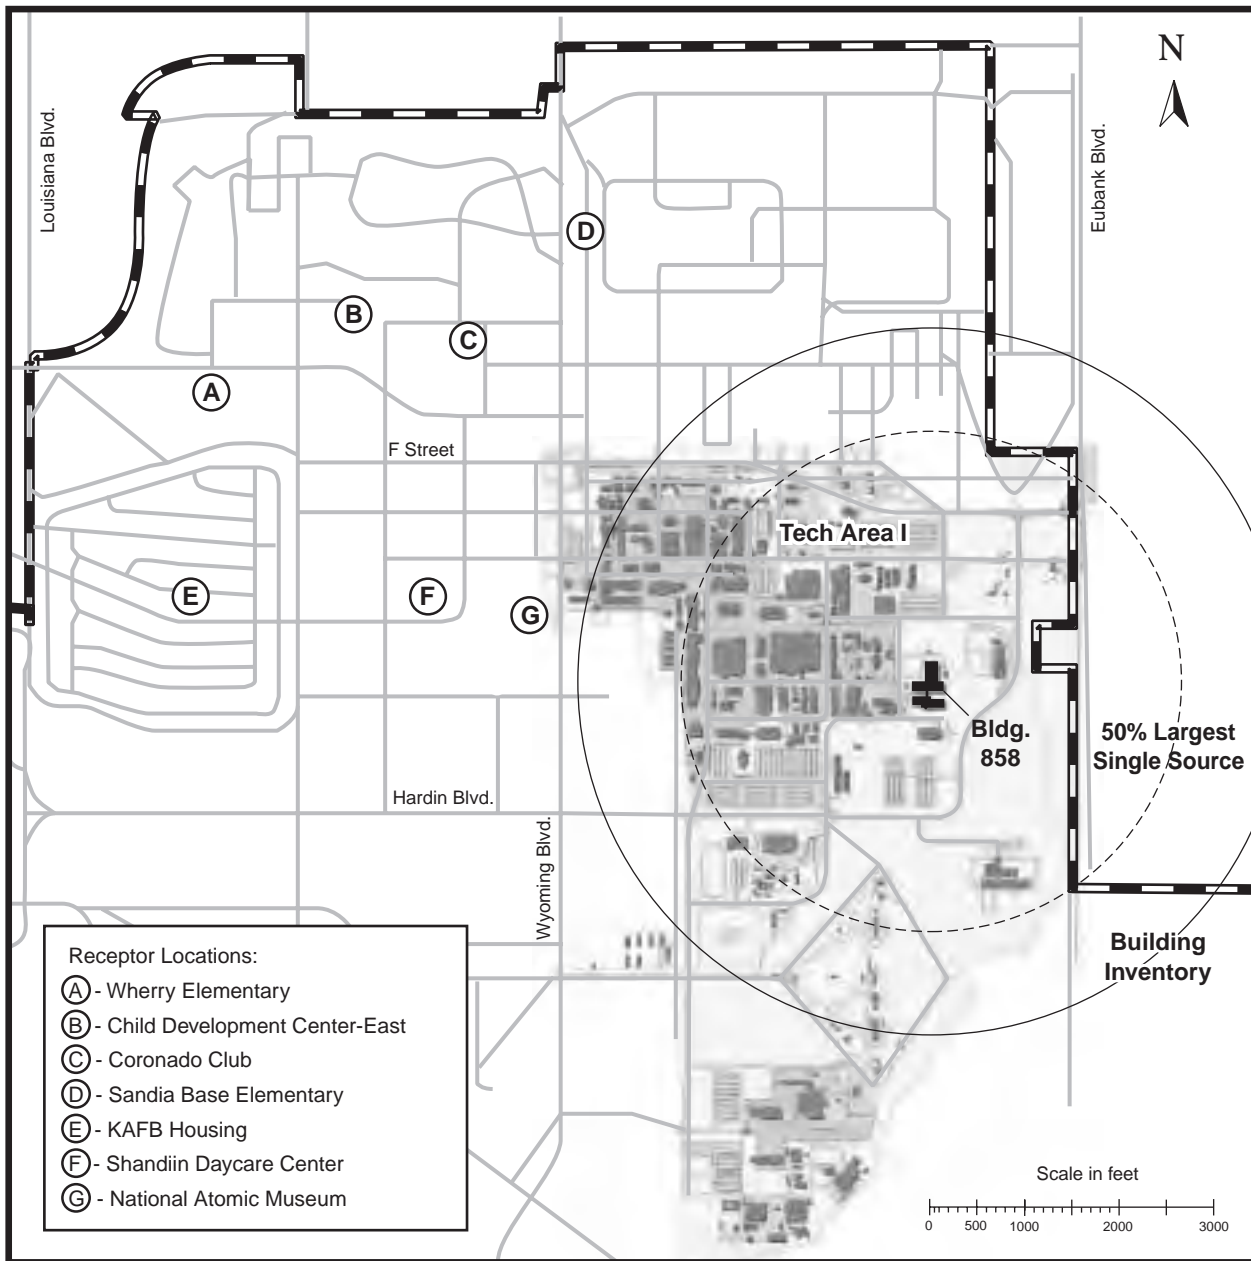 N
Louisiana Blvd.
Eubank Blvd.
D
B
C
A
F Street
Tech Area I
E
F
G
Bldg.
858
50% Largest
Single Source
Hardin Blvd.
Wyoming Blvd.
Building
Inventory
Receptor Locations:
A - Wherry Elementary
B - Child Development Center-East
C - Coronado Club
D - Sandia Base Elementary
E - KAFB Housing
F - Shandiin Daycare Center
G - National Atomic Museum
Scale in feet
0 500 1000 2000 3000